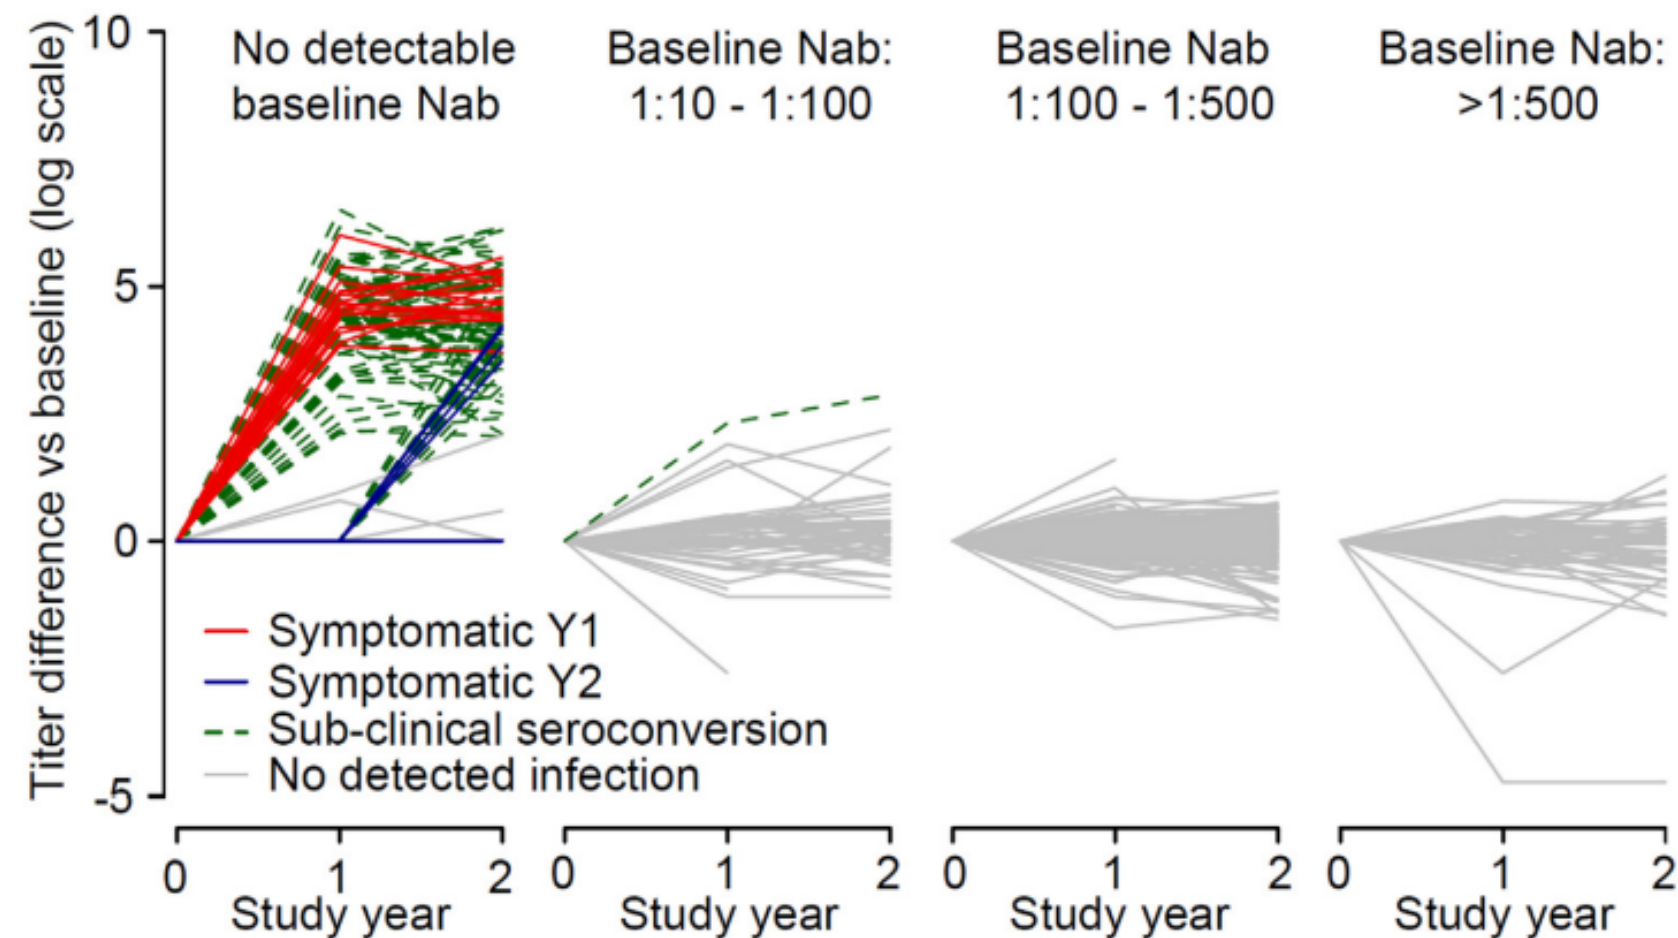 Titer difference vs baseline (log scale)
10
5
0
-5
No detectable
baseline Nab
Baseline Nab:
1:10 - 1:100
Baseline Nab
1:100 - 1:500
Baseline Nab:
>1:500
Symptomatic Y1
Symptomatic Y2
Sub-clinical seroconversion
No detected infection
0 1 2
Study year
0 1 2
Study year
0 1 2
Study year
0 1 2
Study year